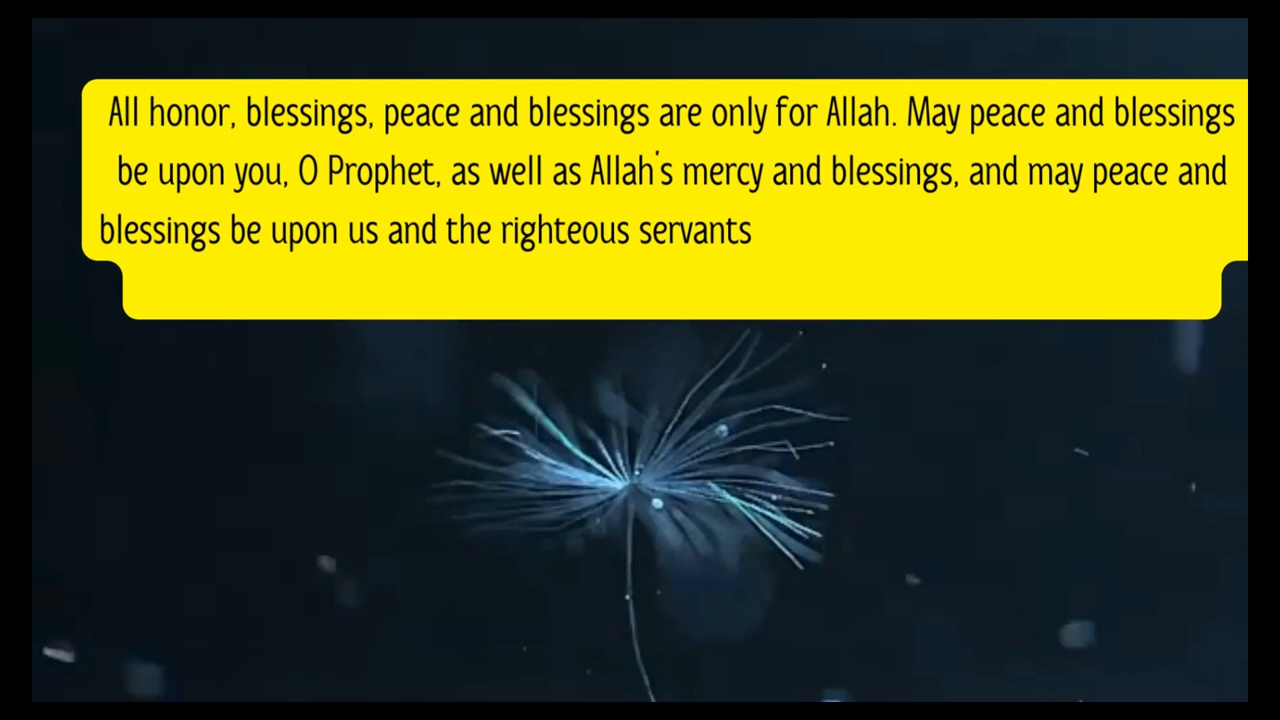 All honor, blessings, peace and blessings are only for Allah. May peace and blessings
be upon you, O Prophet, as well as Allah's mercy and blessings, and may peace and
blessings be upon us and the righteous servants